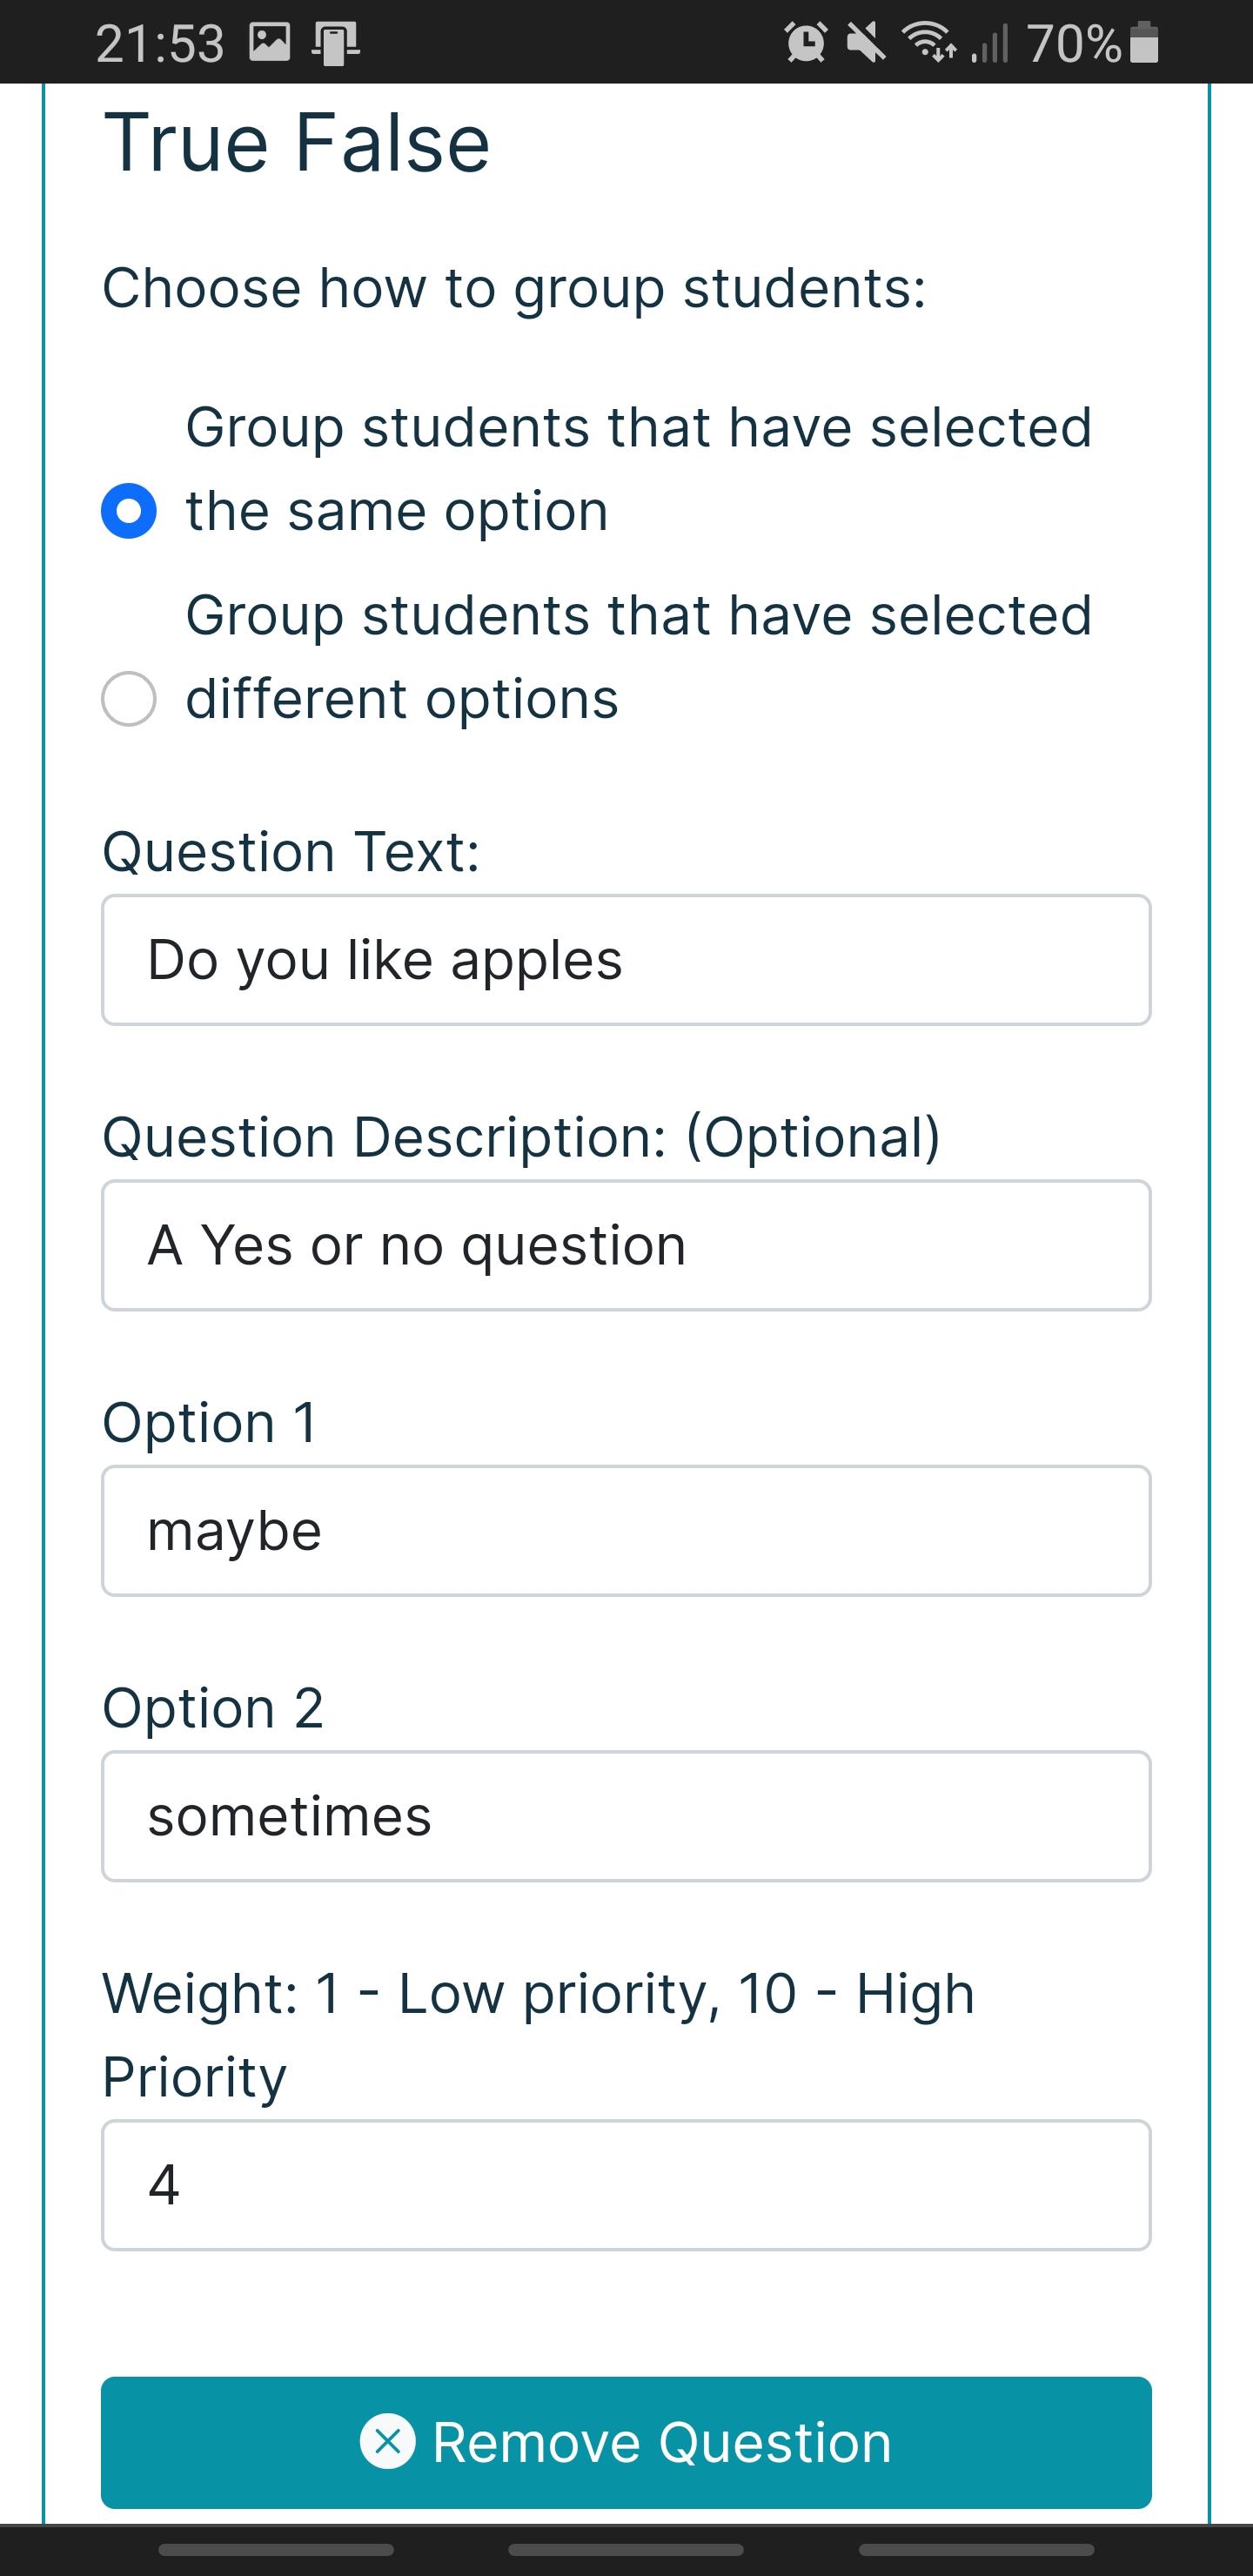 21:53 70%
True False
Choose how to group students:
Group students that have selected
the same option
Group students that have selected
different options
Question Text:
Do you like apples
Question Description: (Optional)
A Yes or no question
Option 1
maybe
Option 2
sometimes
Weight: 1 - Low priority, 10 - High
Priority
4
Remove Question